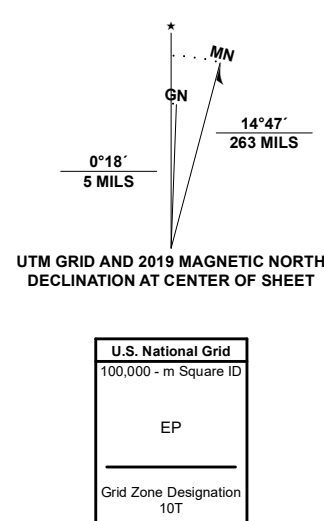 ★
MN
GN
14°47´
263 MILS
0°18´
5 MILS
UTM GRID AND 2019 MAGNETIC NORTH
DECLINATION AT CENTER OF SHEET
U.S. National Grid
100,000 - m Square ID
EP
Grid Zone Designation
10T